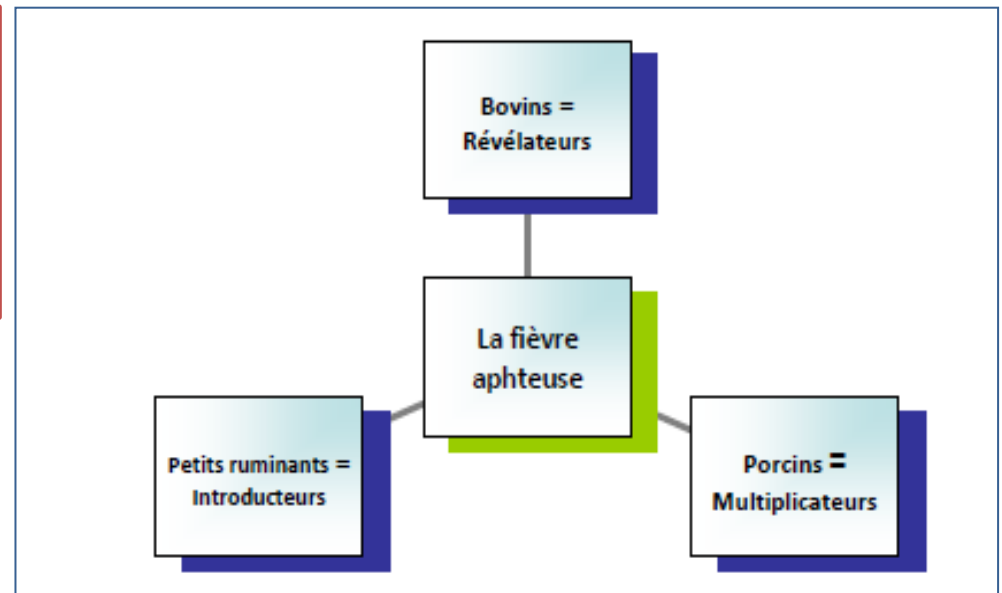 Bovins =
Révélateurs
La fièvre
aphteuse
Petits ruminants =
Introducteurs
Porcins =
Multiplicateurs